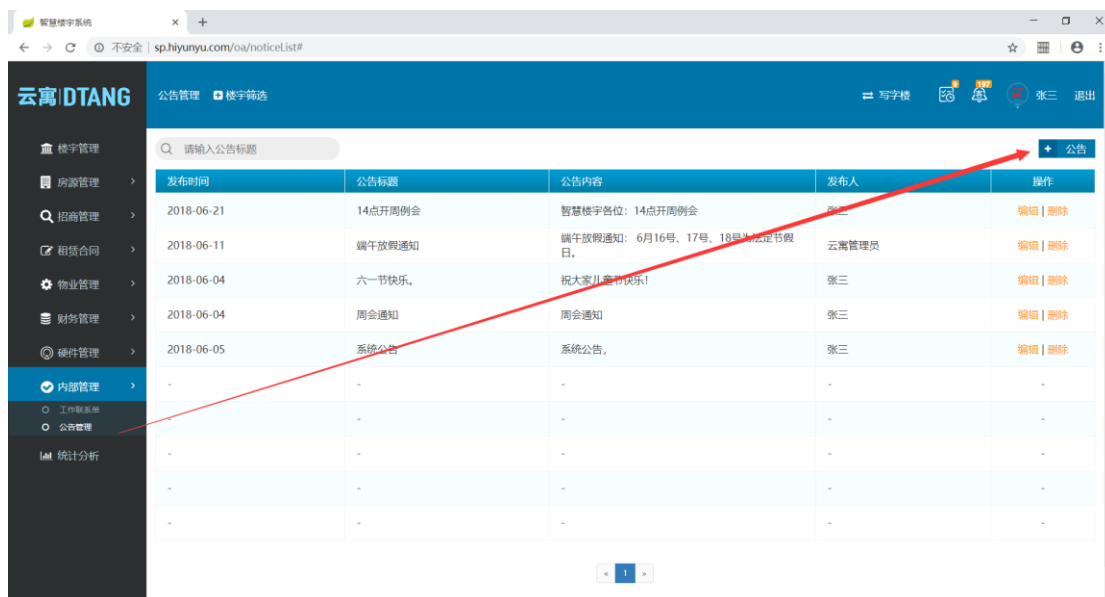 智慧楼宇系统
不安全 sp.hiyunyu.com/oa/noticeList#
云寓 DTANG
公告管理 楼宇筛选
写字楼 9 197 张三 退出
楼宇管理
房源管理
招商管理
租赁合同
物业管理
财务管理
硬件管理
内部管理
工作联系单
公告管理
统计分析
请输入公告标题
+ 公告
发布时间 公告标题 公告内容 发布人 操作
2018-06-21 14点开周例会 智慧楼宇各位：14点开周例会 张三 编辑 | 删除
2018-06-11 端午放假通知 端午放假通知： 6月16号、17号、18号为法定节假
日。 云寓管理员 编辑 | 删除
2018-06-04 六一节快乐。 祝大家儿童节快乐！ 张三 编辑 | 删除
2018-06-04 周会通知 周会通知 张三 编辑 | 删除
2018-06-05 系统公告 系统公告， 张三 编辑 | 删除
- - - - -
- - - - -
- - - - -
- - - - -
- - - - -
« 1 »